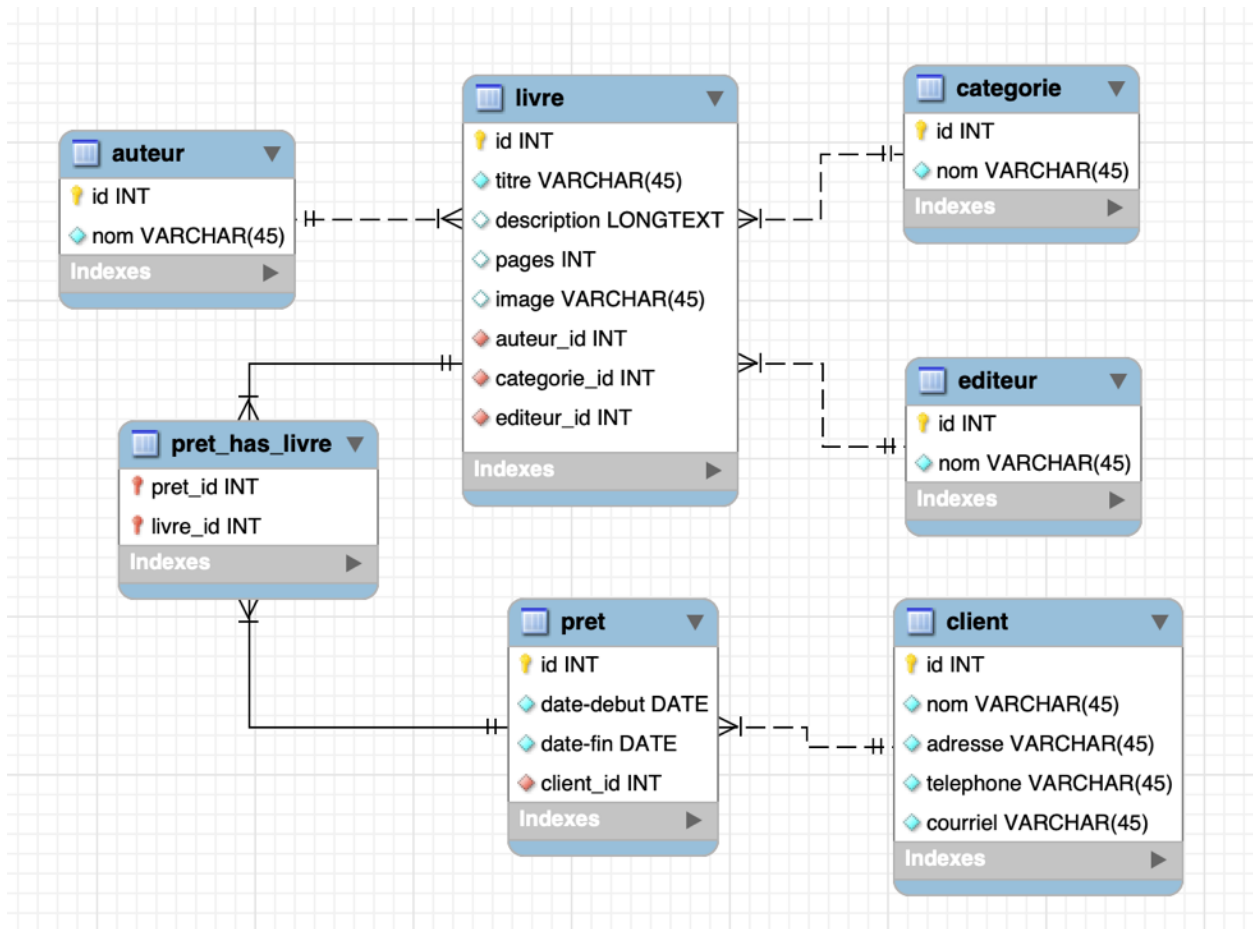 auteur
id INT
nom VARCHAR(45)
Indexes
livre
id INT
titre VARCHAR(45)
description LONGTEXT
pages INT
image VARCHAR(45)
auteur_id INT
categorie_id INT
editeur_id INT
Indexes
categorie
id INT
nom VARCHAR(45)
Indexes
editeur
id INT
nom VARCHAR(45)
Indexes
pret_has_livre
pret_id INT
livre_id INT
Indexes
pret
id INT
date-debut DATE
date-fin DATE
client_id INT
Indexes
client
id INT
nom VARCHAR(45)
adresse VARCHAR(45)
telephone VARCHAR(45)
courriel VARCHAR(45)
Indexes